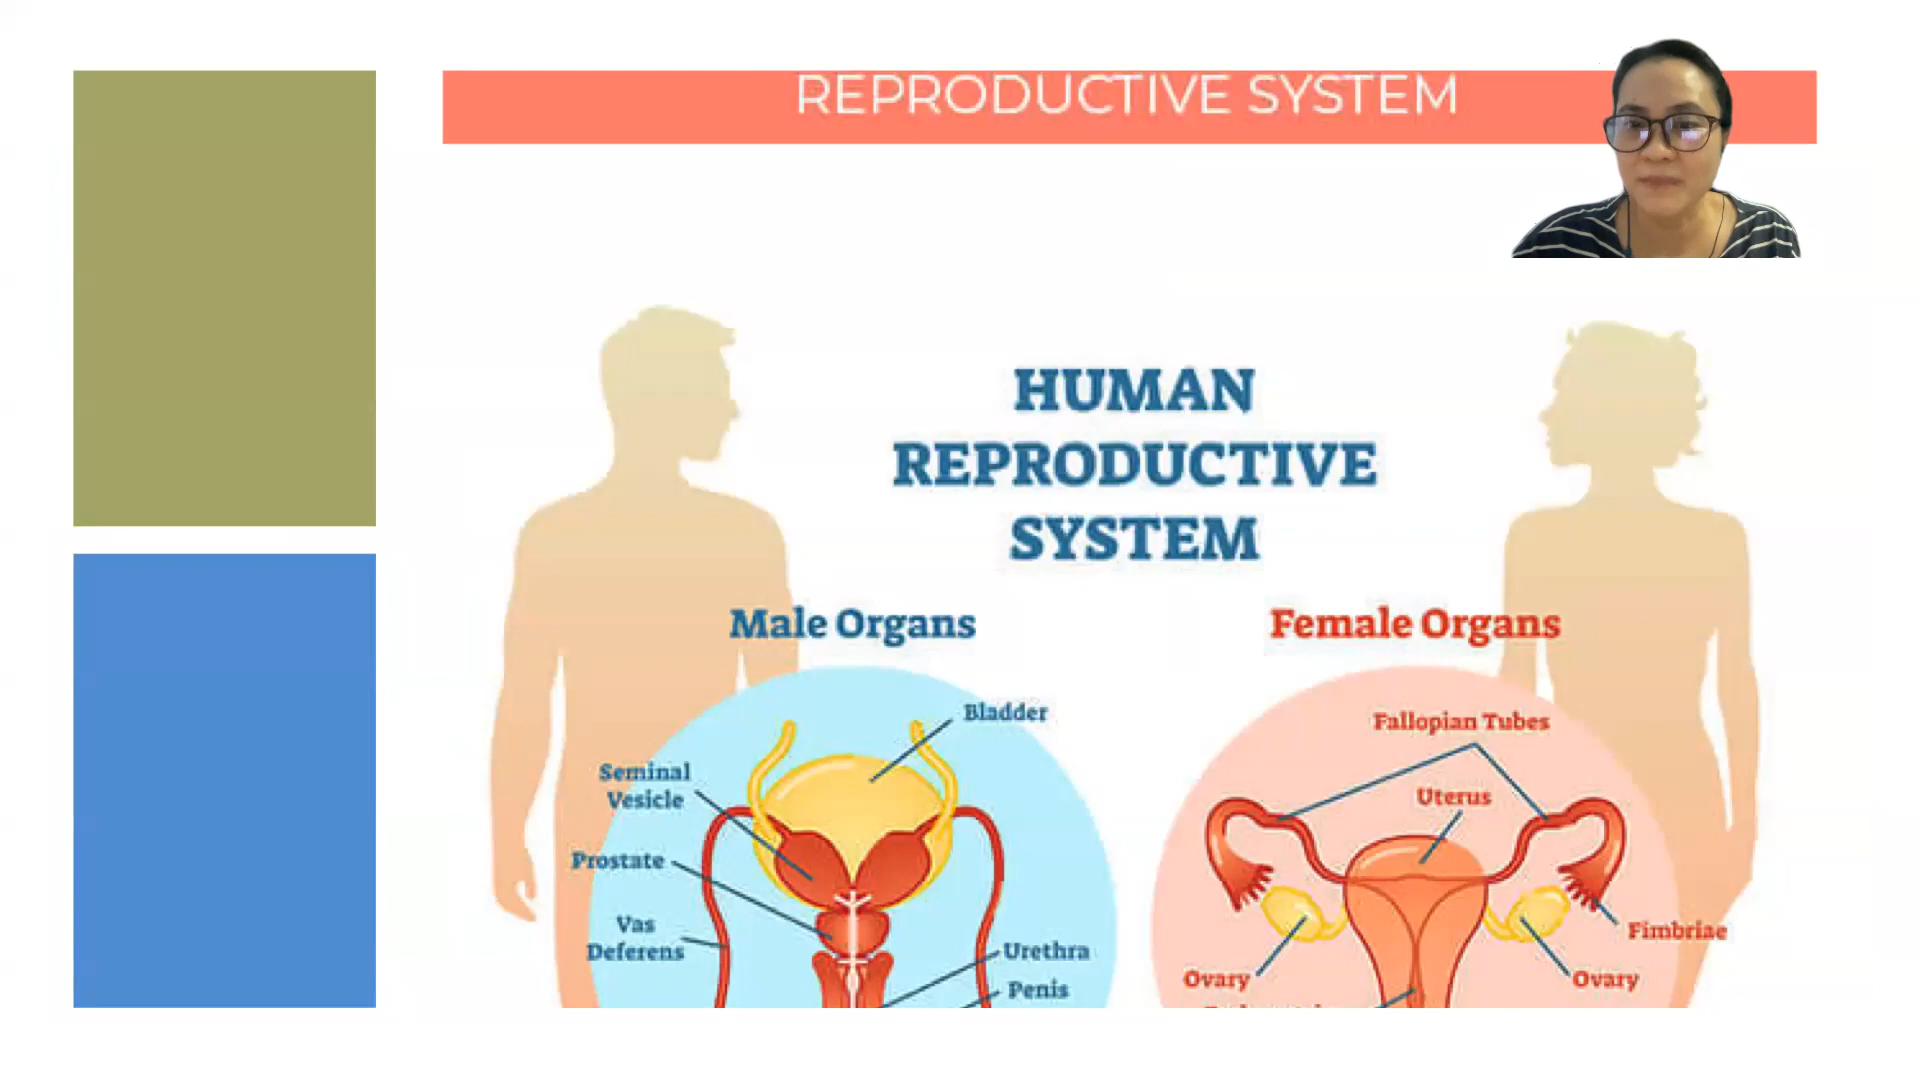 REPRODUCTIVE SYSTEM
HUMAN
REPRODUCTIVE
SYSTEM
Male Organs
Female Organs
Bladder
Seminal
Vesicle
Prostate
Vas
Deferens
Urethra
Penis
Fallopian Tubes
Uterus
Fimbriae
Ovary
Ovary